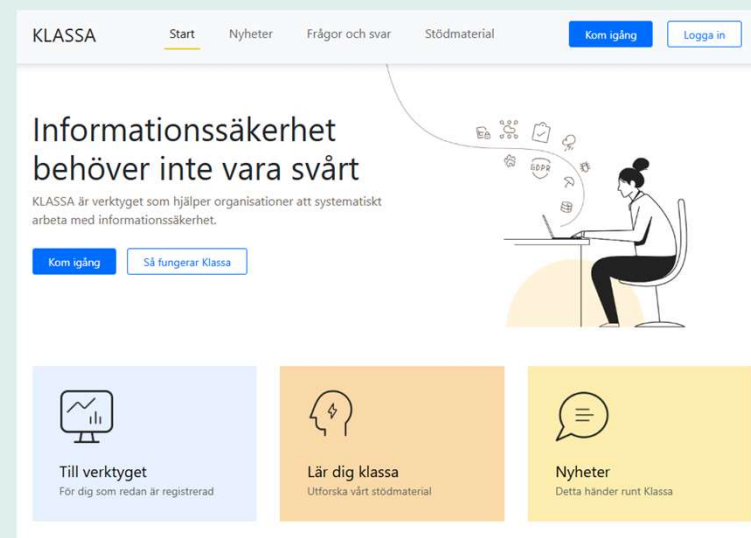 KLASSA
Start
Nyheter
Frågor och svar
Stödmaterial
Kom igång
Logga in
Informationssäkerhet
behöver inte vara svårt
KLASSA är verktyget som hjälper organisationer att systematiskt
arbeta med informationssäkerhet.
Kom igång
Så fungerar Klassa
GDPR
Till verktyget
För dig som redan är registrerad
Lär dig klassa
Utforska vårt stödmaterial
Nyheter
Detta händer runt Klassa